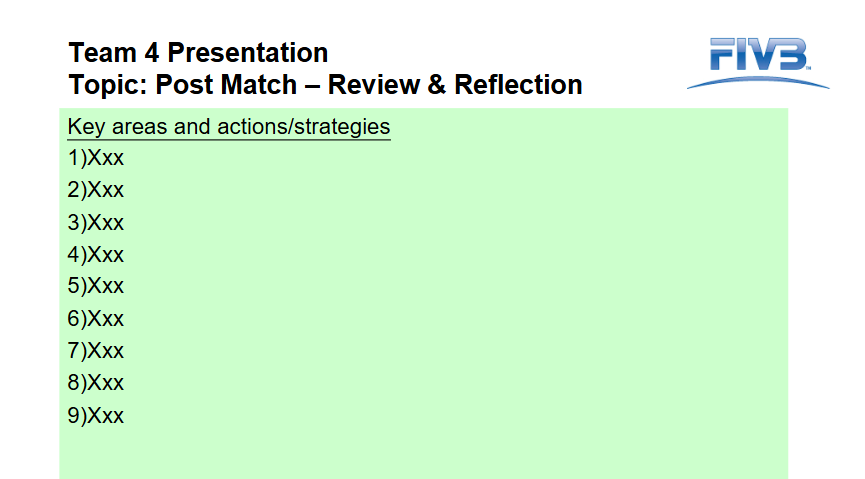 Team 4 Presentation
Topic: Post Match – Review & Reflection
FIVB™
Key areas and actions/strategies
1)Xxx
2)Xxx
3)Xxx
4)Xxx
5)Xxx
6)Xxx
7)Xxx
8)Xxx
9)Xxx